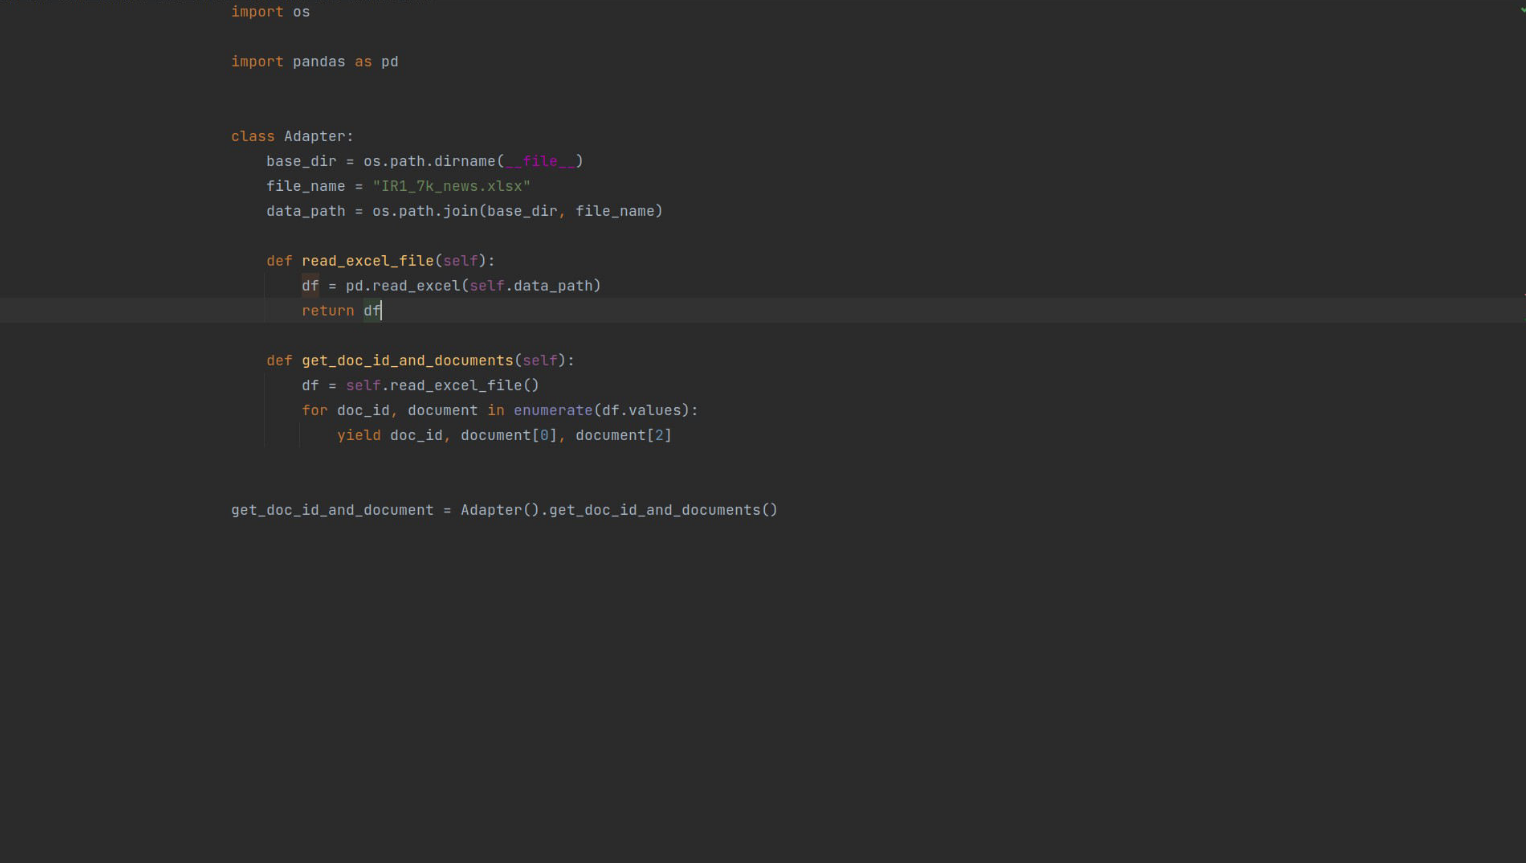 import os
import pandas as pd
class Adapter:
    base_dir = os.path.dirname(__file__)
    file_name = "IR1_7k_news.xlsx"
    data_path = os.path.join(base_dir, file_name)
    def read_excel_file(self):
        df = pd.read_excel(self.data_path)
        return df
    def get_doc_id_and_documents(self):
        df = self.read_excel_file()
        for doc_id, document in enumerate(df.values):
            yield doc_id, document[0], document[2]
get_doc_id_and_document = Adapter().get_doc_id_and_documents()